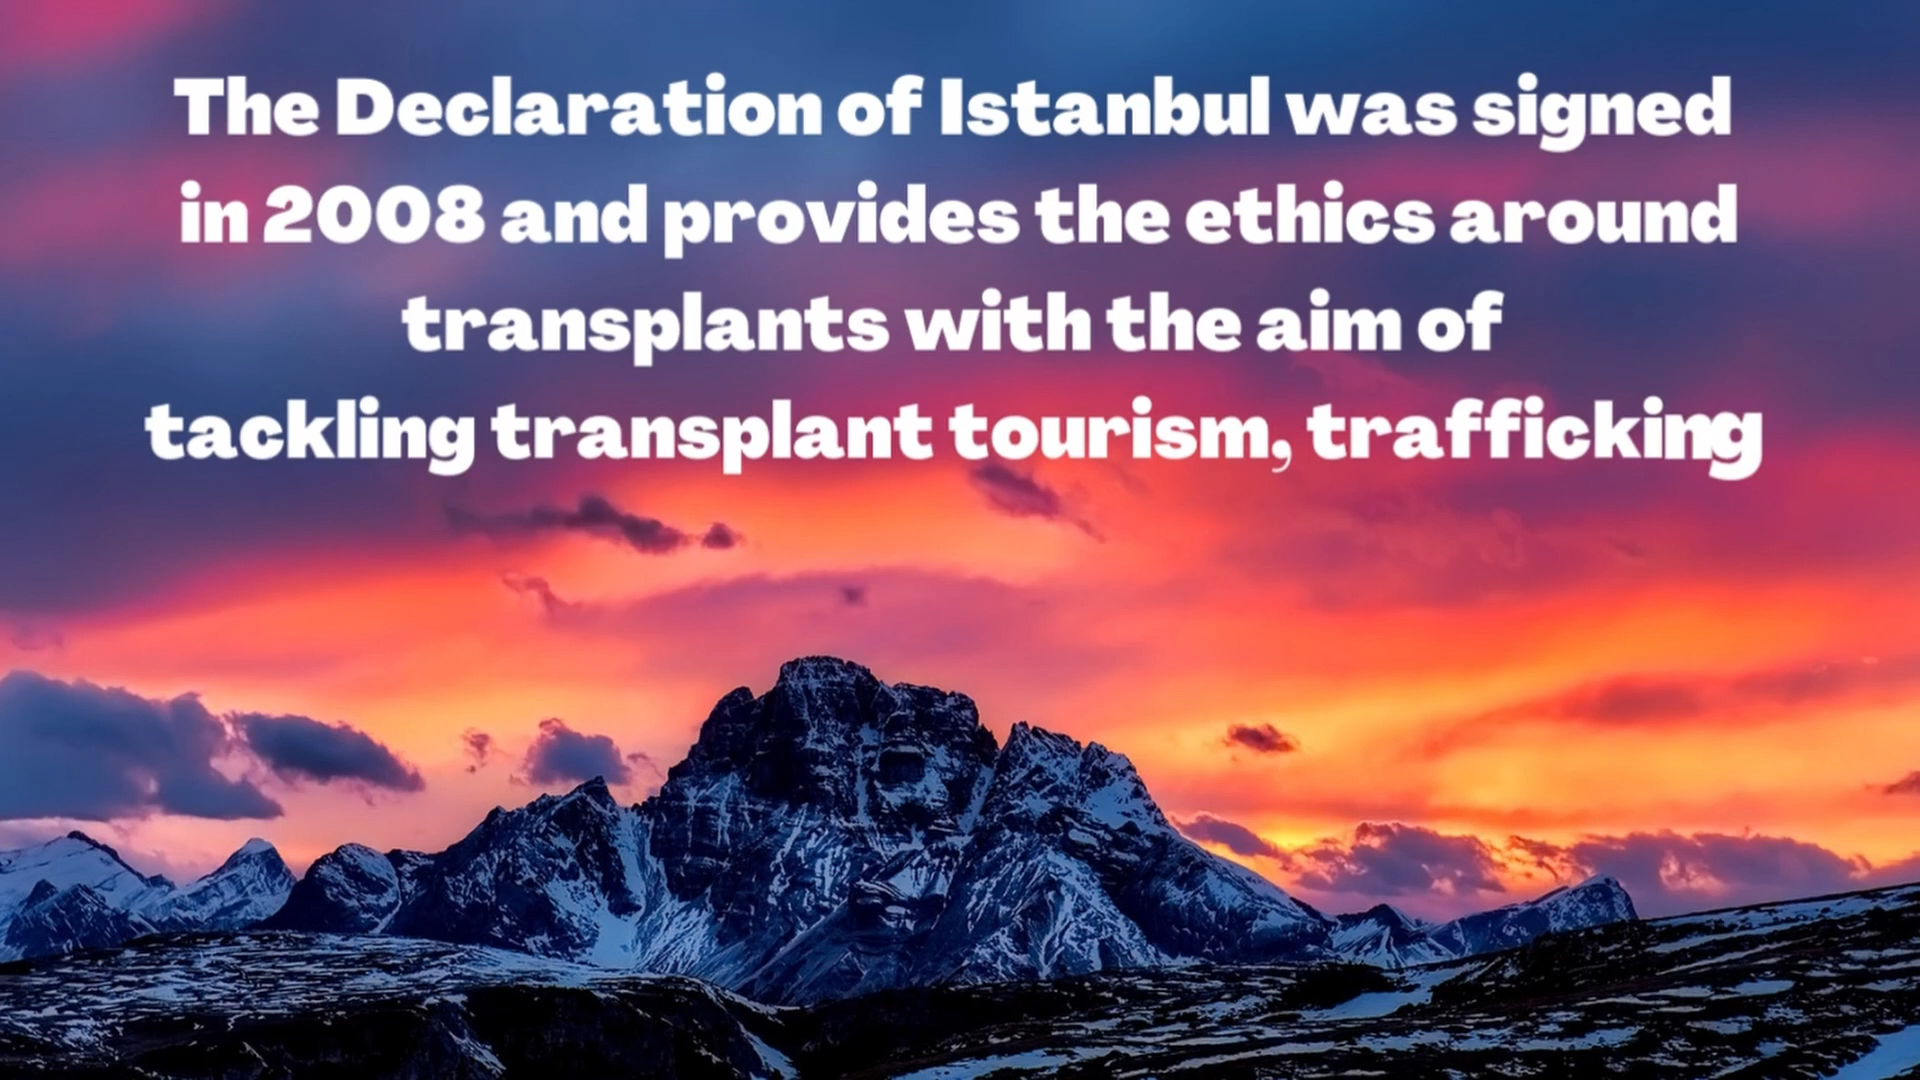 The Declaration of Istanbul was signed
in 2008 and provides the ethics around
transplants with the aim of
tackling transplant tourism, trafficking